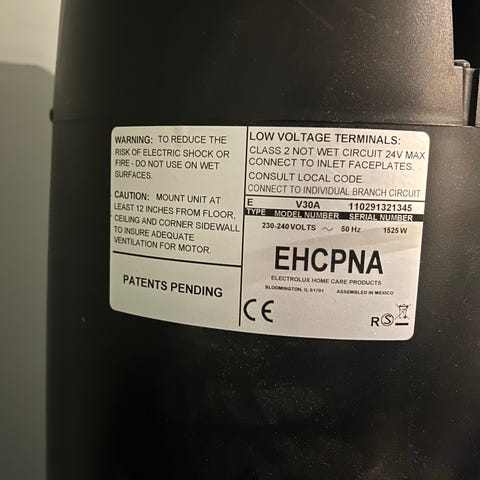 WARNING: TO REDUCE THE
RISK OF ELECTRIC SHOCK OR
FIRE - DO NOT USE ON WET
SURFACES.
CAUTION: MOUNT UNIT AT
LEAST 12 INCHES FROM FLOOR,
CEILING AND CORNER SIDEWALL
TO INSURE ADEQUATE
VENTILATION FOR MOTOR.
PATENTS PENDING
LOW VOLTAGE TERMINALS:
CLASS 2 NOT WET CIRCUIT 24V MAX
CONNECT TO INLET FACEPLATES.
CONSULT LOCAL CODE
CONNECT TO INDIVIDUAL BRANCH CIRCUIT
E V30A 110291321345
TYPE MODEL NUMBER SERIAL NUMBER
230-240 VOLTS ~ 50 Hz 1525 W
EHCPNA
ELECTROLUX HOME CARE PRODUCTS
BLOOMINGTON, IL 61701 ASSEMBLED IN MEXICO
CE R S